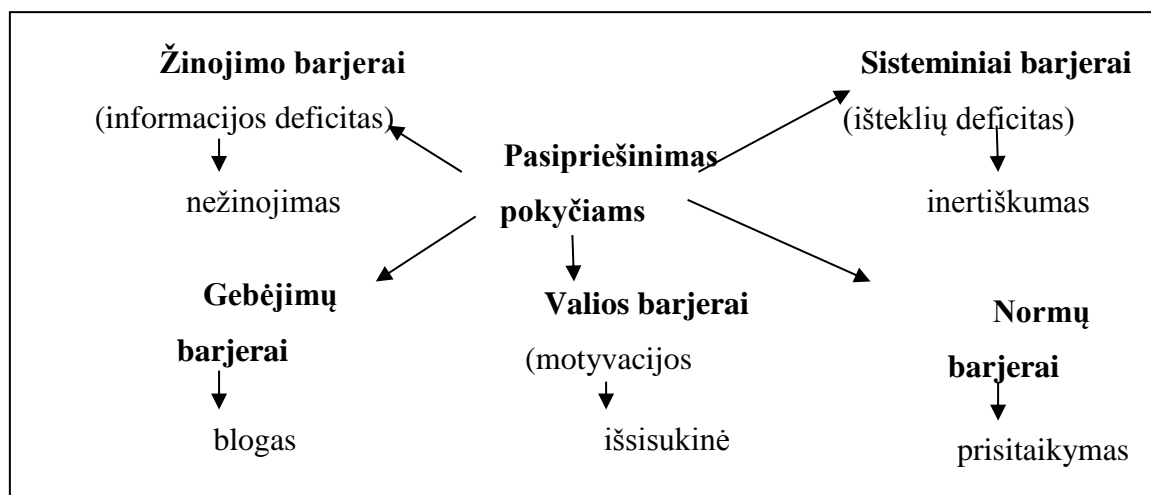 Žinojimo barjerai
(informacijos deficitas)
nežinojimas
Sisteminiai barjerai
(išteklių deficitas)
inertiškumas
Pasipriešinimas
pokyčiams
Gebėjimų
barjerai
blogas
Valios barjerai
(motyvacijos
išsisukinė
Normų
barjerai
prisitaikymas